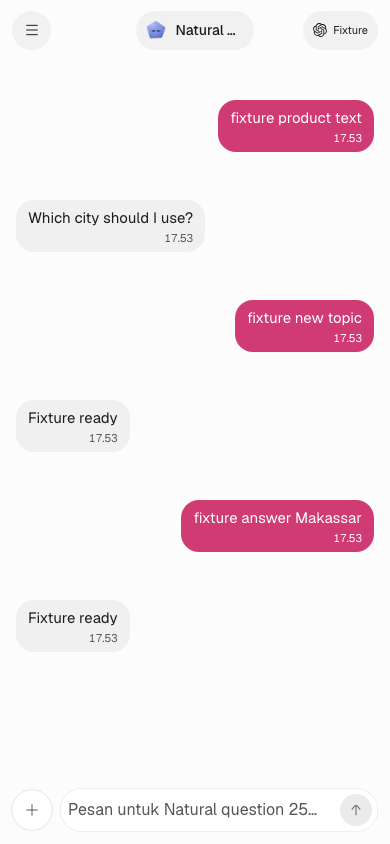 Natural ...
Fixture
fixture product text
17.53
Which city should I use?
17.53
fixture new topic
17.53
Fixture ready
17.53
fixture answer Makassar
17.53
Fixture ready
17.53
Pesan untuk Natural question 25...